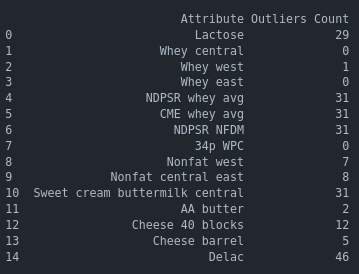 Attribute Outliers Count
0 Lactose 29
1 Whey central 0
2 Whey west 1
3 Whey east 0
4 NDPSR whey avg 31
5 CME whey avg 31
6 NDPSR NFDM 31
7 34p WPC 0
8 Nonfat west 7
9 Nonfat central east 8
10 Sweet cream buttermilk central 31
11 AA butter 2
12 Cheese 40 blocks 12
13 Cheese barrel 5
14 Delac 46